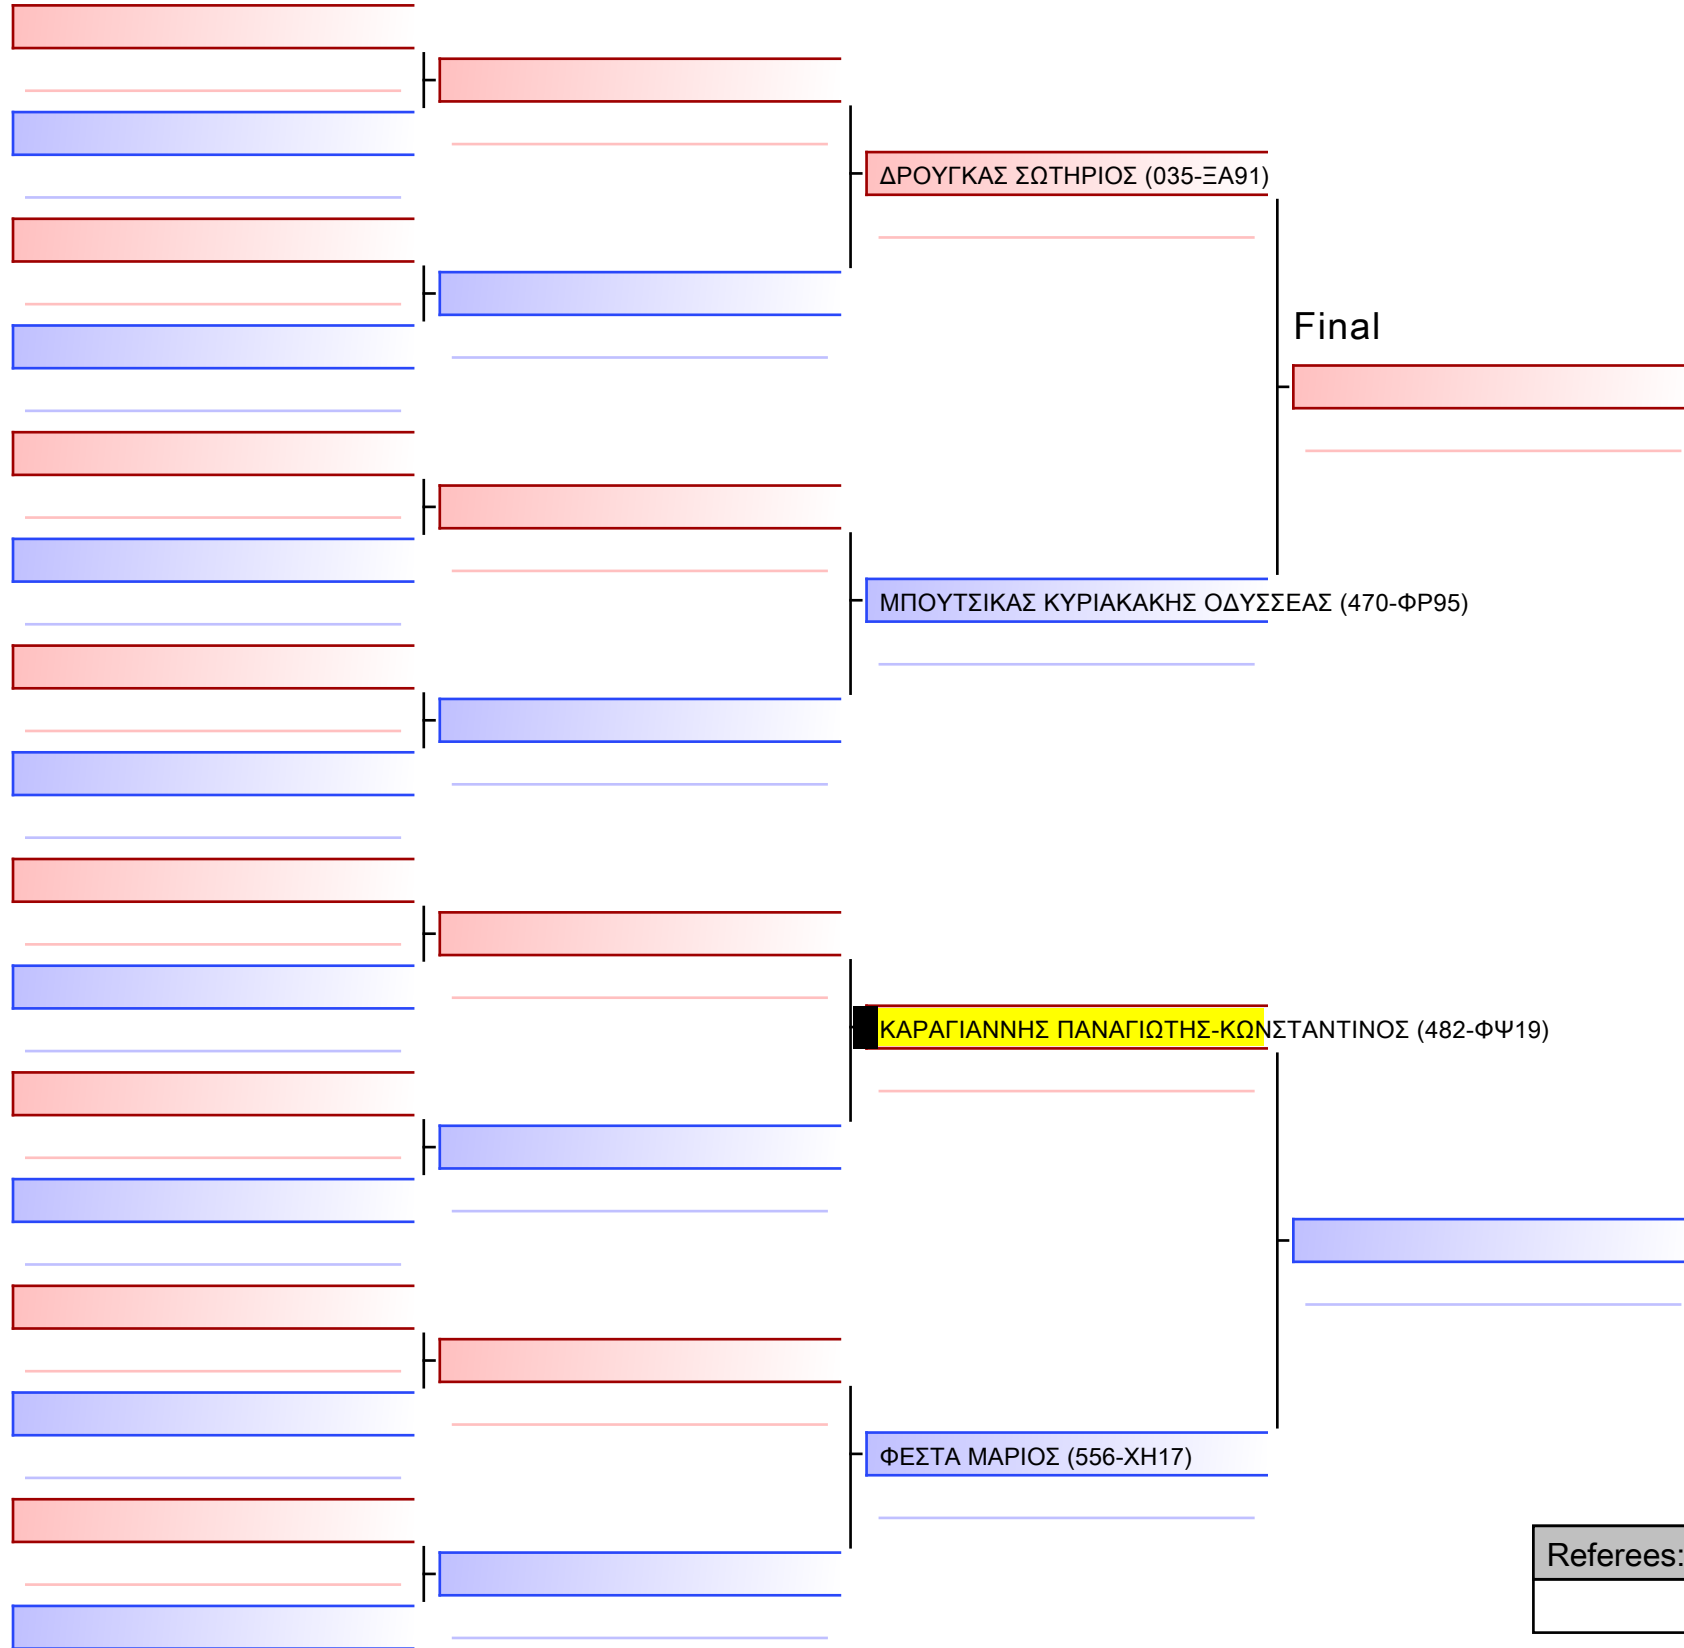 ΔΡΟΥΓΚΑΣ ΣΩΤΗΡΙΟΣ (035-ΞΑ91)
Final
ΜΠΟΥΤΣΙΚΑΣ ΚΥΡΙΑΚΑΚΗΣ ΟΔΥΣΣΕΑΣ (470-ΦΡ95)
ΚΑΡΑΓΙΑΝΝΗΣ ΠΑΝΑΓΙΩΤΗΣ-ΚΩΝΣΤΑΝΤΙΝΟΣ (482-ΦΨ19)
ΦΕΣΤΑ ΜΑΡΙΟΣ (556-ΧΗ17)
Referees: